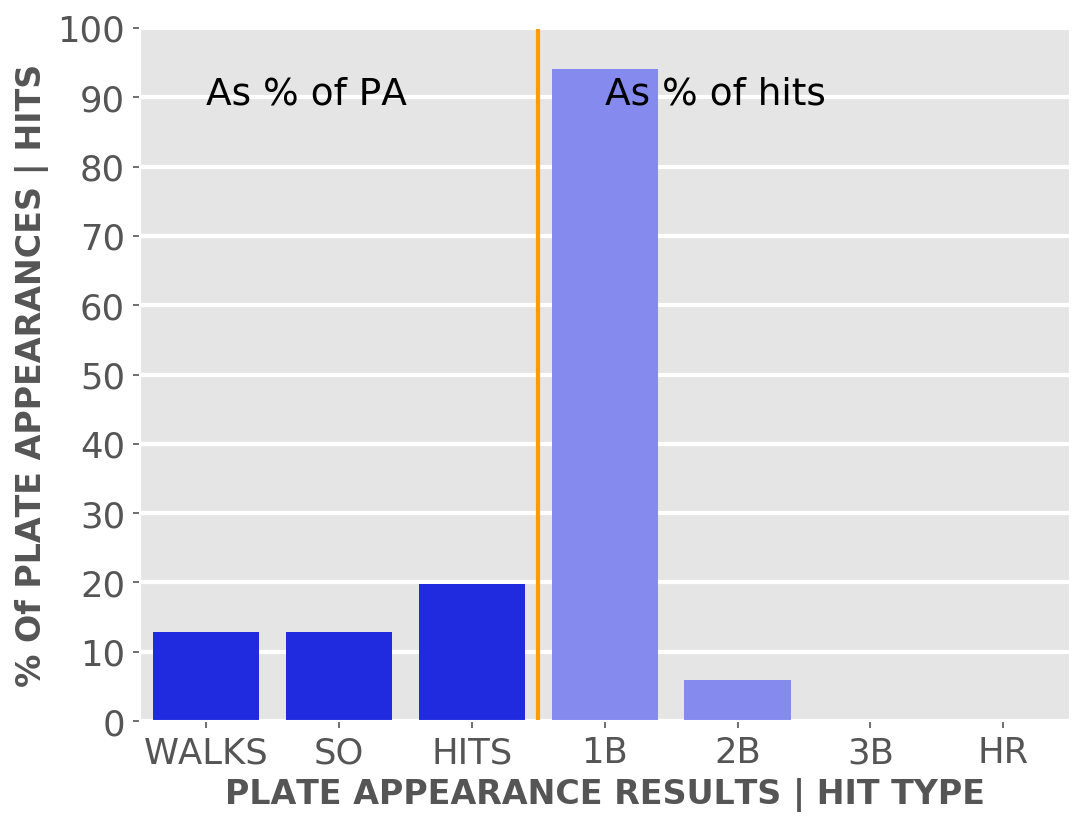 % Of PLATE APPEARANCES | HITS
100
90
80
70
60
50
40
30
20
10
0
As % of PA
As % of hits
WALKS SO HITS 1B 2B 3B HR
PLATE APPEARANCE RESULTS | HIT TYPE